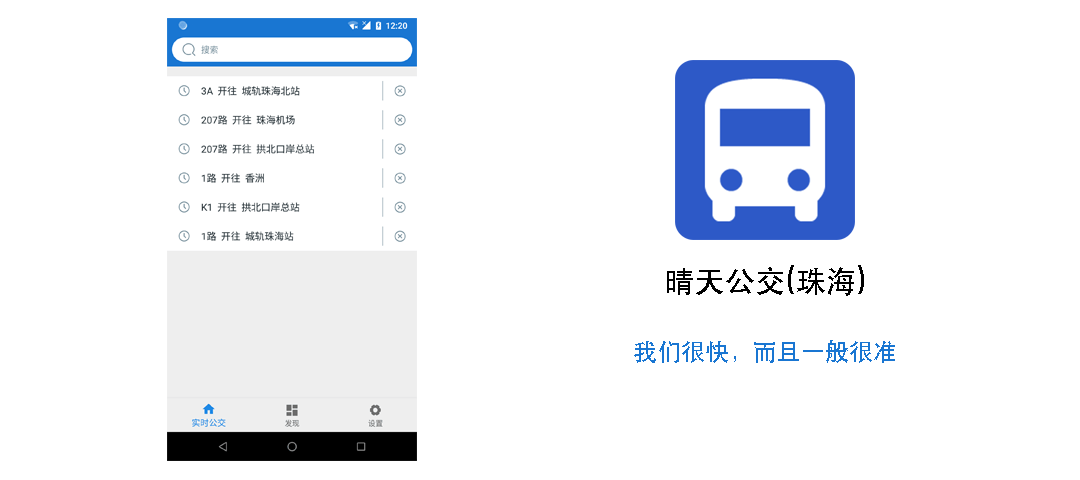 12:20
搜索
3A 开往 城轨珠海北站
207路 开往 珠海机场
207路 开往 拱北口岸总站
1路 开往 香洲
K1 开往 拱北口岸总站
1路 开往 城轨珠海站
实时公交 发现 设置
晴天公交(珠海)
我们很快，而且一般很准